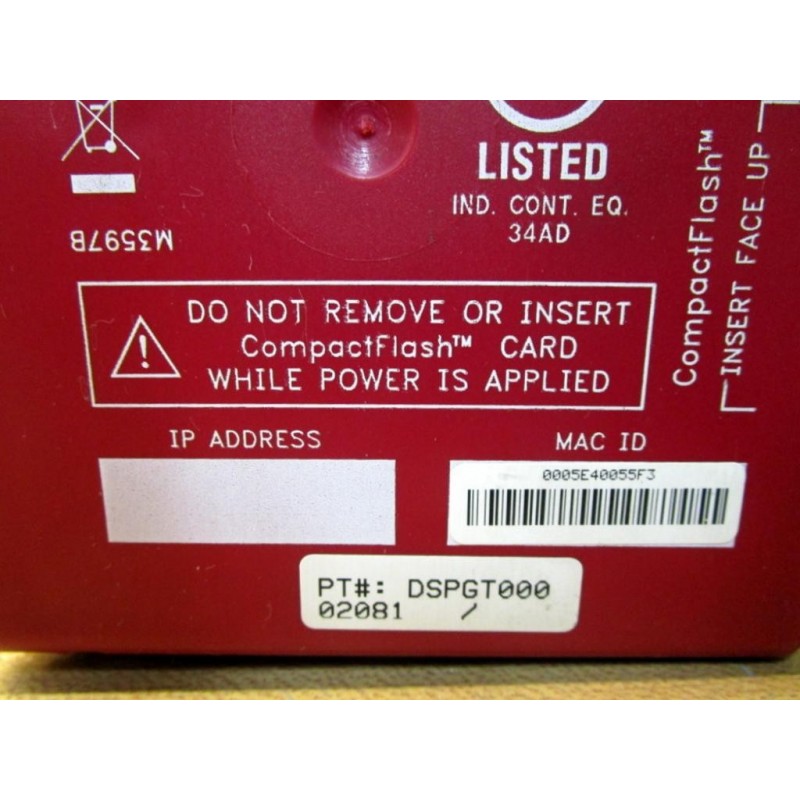 LISTED
IND. CONT. EQ.
34AD
M3597B
CompactFlash™
INSERT FACE UP
DO NOT REMOVE OR INSERT
CompactFlash™ CARD
WHILE POWER IS APPLIED
IP ADDRESS
MAC ID
0005E40055F3
PT#: DSPGT000
02081 /